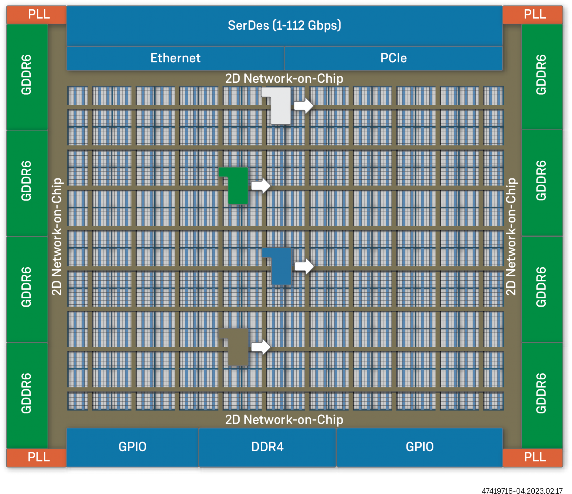 PLL
SerDes (1-112 Gbps)
PLL
Ethernet
PCIe
GDDR6
GDDR6
2D Network-on-Chip
GDDR6
GDDR6
2D Network-on-Chip
2D Network-on-Chip
GDDR6
GDDR6
GDDR6
GDDR6
2D Network-on-Chip
GPIO
DDR4
GPIO
PLL
PLL
47419716-04.2023.02.17